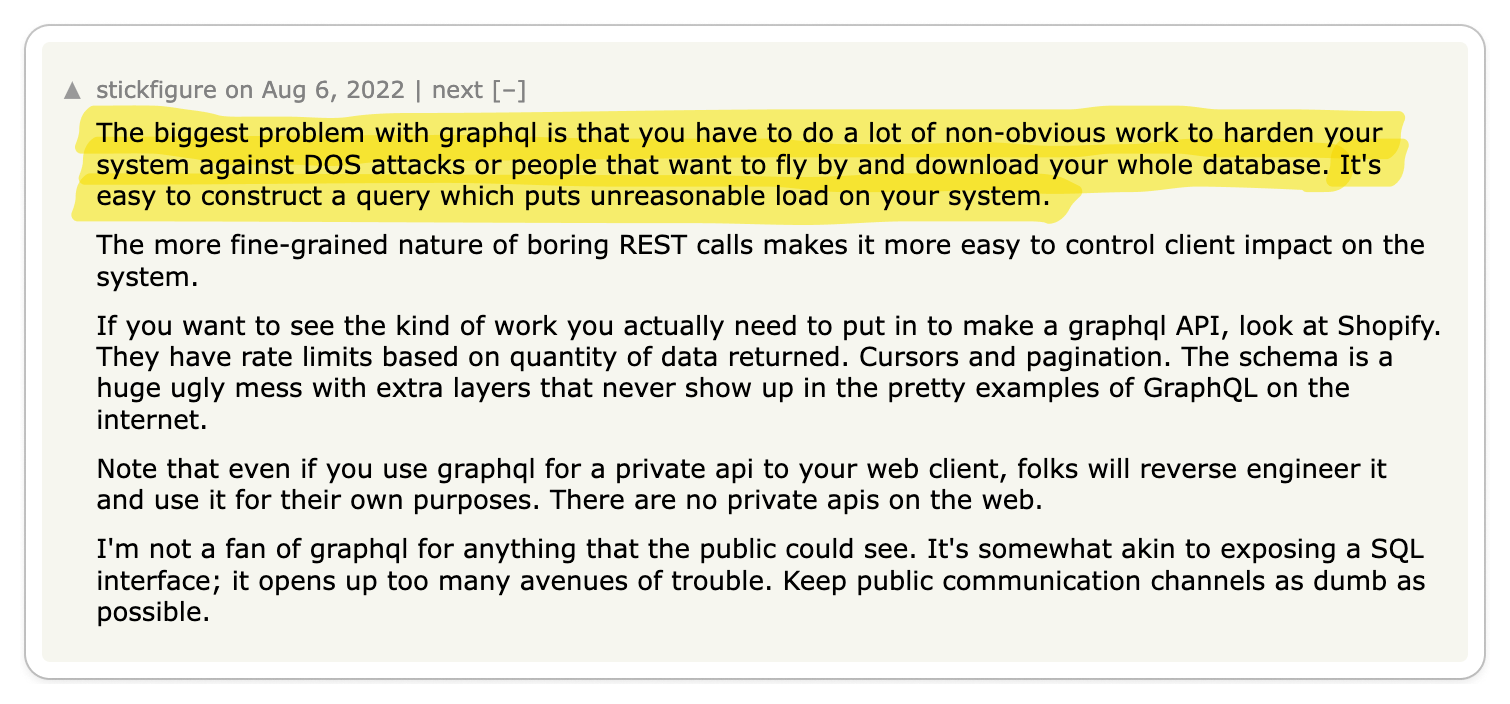 ▲ stickfigure on Aug 6, 2022 | next [–]
The biggest problem with graphql is that you have to do a lot of non-obvious work to harden your
system against DOS attacks or people that want to fly by and download your whole database. It's
easy to construct a query which puts unreasonable load on your system.
The more fine-grained nature of boring REST calls makes it more easy to control client impact on the
system.
If you want to see the kind of work you actually need to put in to make a graphql API, look at Shopify.
They have rate limits based on quantity of data returned. Cursors and pagination. The schema is a
huge ugly mess with extra layers that never show up in the pretty examples of GraphQL on the
internet.
Note that even if you use graphql for a private api to your web client, folks will reverse engineer it
and use it for their own purposes. There are no private apis on the web.
I'm not a fan of graphql for anything that the public could see. It's somewhat akin to exposing a SQL
interface; it opens up too many avenues of trouble. Keep public communication channels as dumb as
possible.